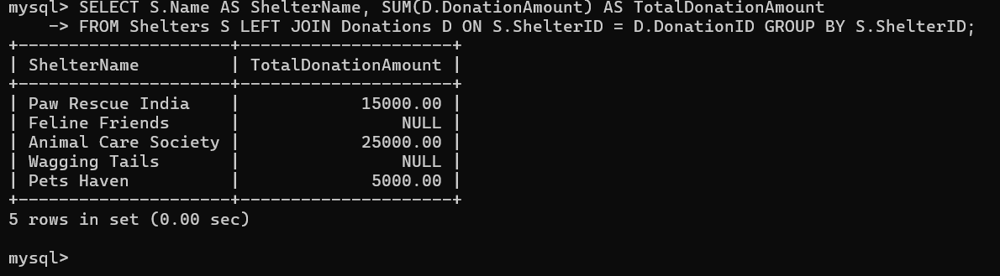 mysql> SELECT S.Name AS ShelterName, SUM(D.DonationAmount) AS TotalDonationAmount
    -> FROM Shelters S LEFT JOIN Donations D ON S.ShelterID = D.DonationID GROUP BY S.ShelterID;
+---------------------+---------------------+
| ShelterName         | TotalDonationAmount |
+---------------------+---------------------+
| Paw Rescue India    |            15000.00 |
| Feline Friends      |                NULL |
| Animal Care Society |            25000.00 |
| Wagging Tails       |                NULL |
| Pets Haven          |             5000.00 |
+---------------------+---------------------+
5 rows in set (0.00 sec)

mysql>